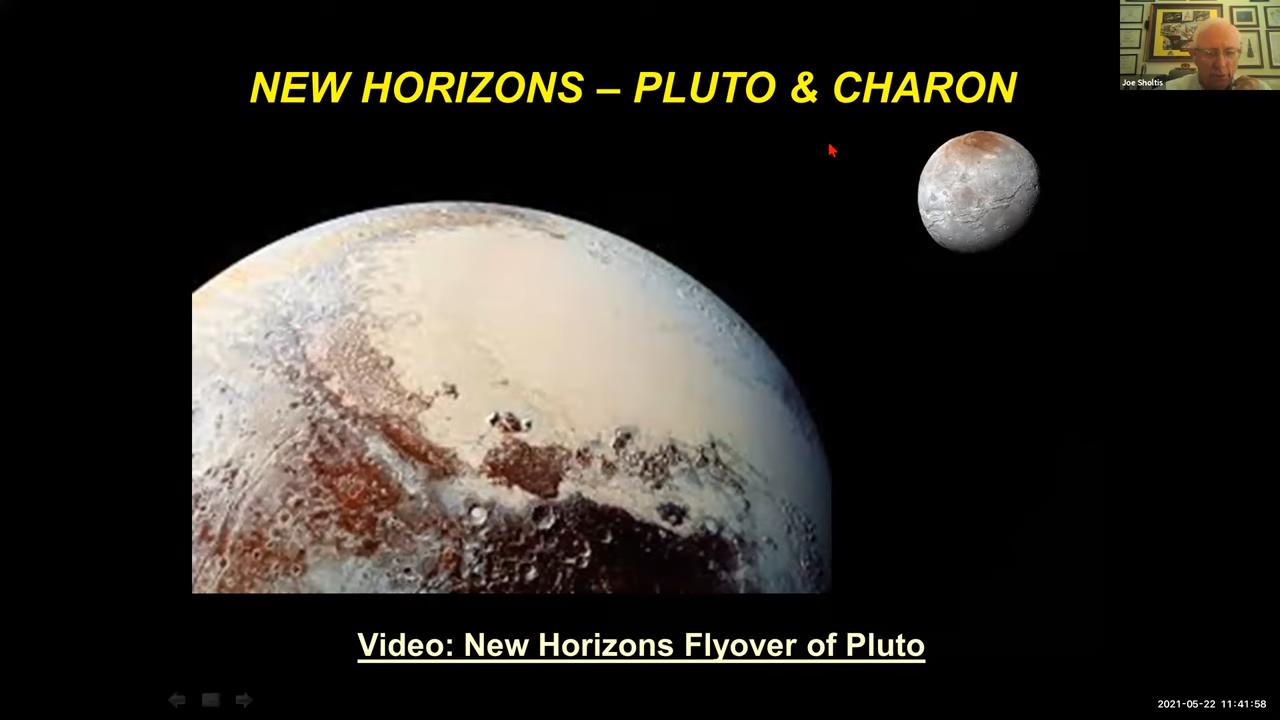 NEW HORIZONS – PLUTO & CHARON
Joe Sholtis
Video: New Horizons Flyover of Pluto
2021-05-22 11:41:58